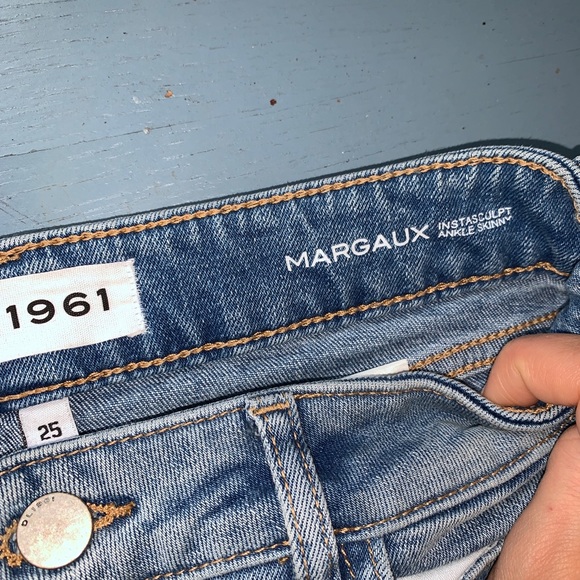 1961
MARGAUX INSTASCULPT
ANKLE SKINNY
25